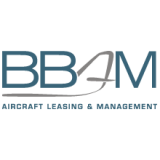 BBAM
AIRCRAFT LEASING & MANAGEMENT